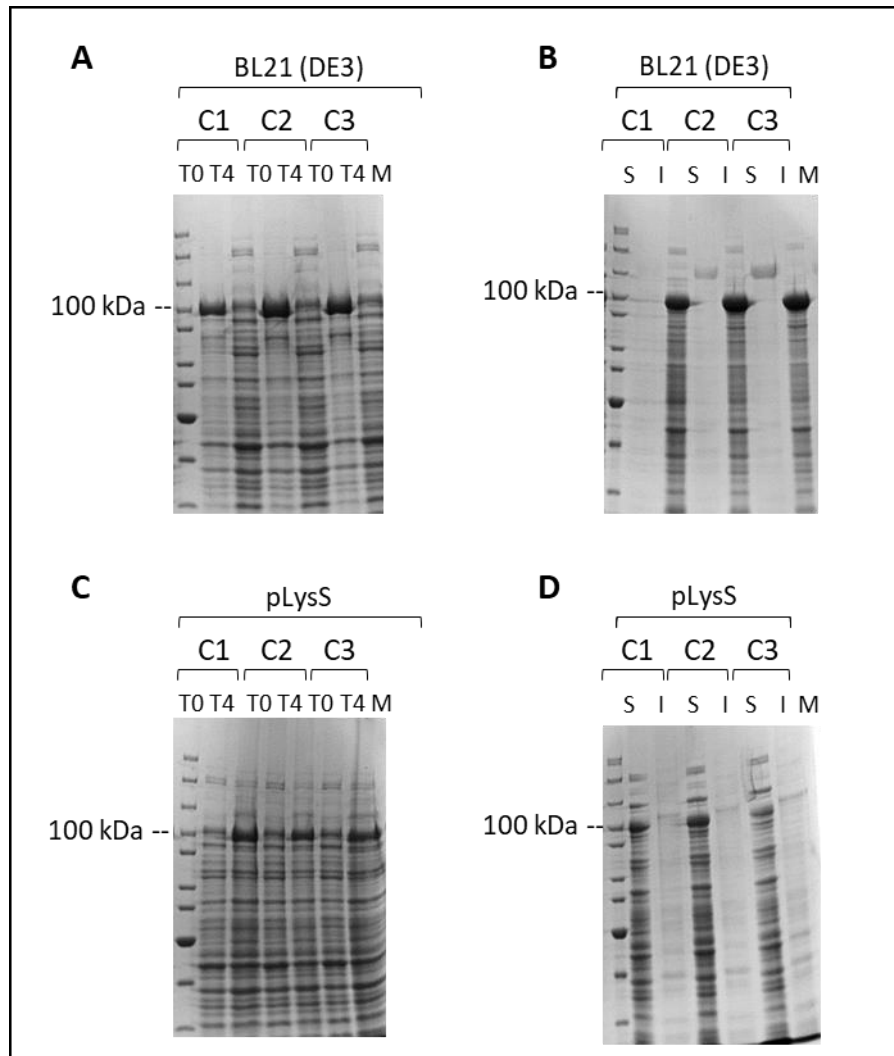 A
BL21 (DE3)
C1 C2 C3
T0 T4 T0 T4 T0 T4 M
100 kDa --
B
BL21 (DE3)
C1 C2 C3
S I S I S I M
100 kDa --
C
pLysS
C1 C2 C3
T0 T4 T0 T4 T0 T4 M
100 kDa --
D
pLysS
C1 C2 C3
S I S I S I M
100 kDa --